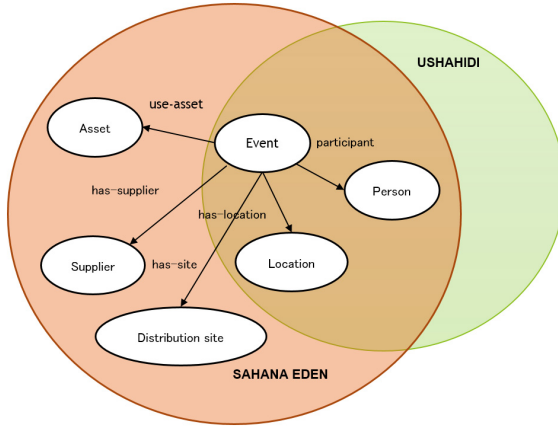 USHAHIDI
use-asset
Asset
Event
participant
has-supplier
Person
has-location
Supplier
has-site
Location
Distribution site
SAHANA EDEN